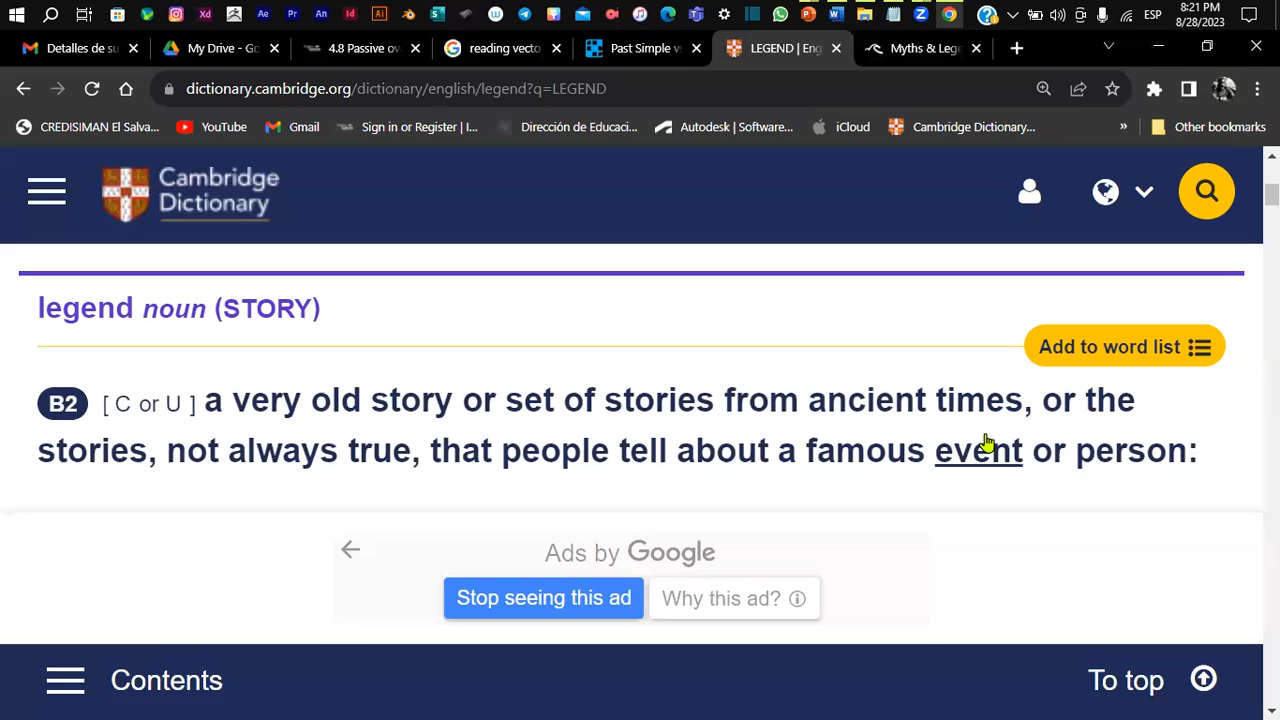 ESP
8:21 PM
8/28/2023
Detalles de su
My Drive - Go
4.8 Passive ov
reading vecto
Past Simple vs
LEGEND | Eng
Myths & Lege
dictionary.cambridge.org/dictionary/english/legend?q=LEGEND
CREDISIMAN El Salva...
YouTube
Gmail
Sign in or Register | I...
Dirección de Educaci...
Autodesk | Software...
iCloud
Cambridge Dictionary...
»
Other bookmarks
Cambridge
Dictionary
legend noun (STORY)
Add to word list
B2 [ C or U ] a very old story or set of stories from ancient times, or the
stories, not always true, that people tell about a famous event or person:
Ads by Google
Stop seeing this ad
Why this ad?
Contents
To top